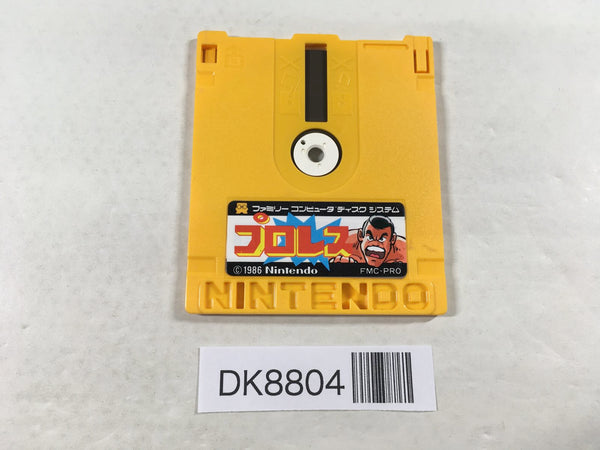 ファミリー コンピュータ ディスク システム
プロレス
©1986 Nintendo FMC-PRO
NINTENDO
DK8804